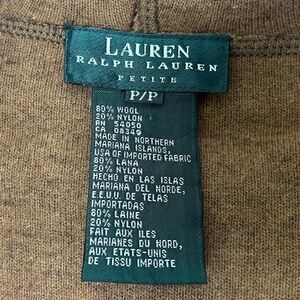 LAUREN
RALPH LAUREN
PETITE
P/P
80% WOOL
20% NYLON
RN 54050
CA 08349
MADE IN NORTHERN
MARIANA ISLANDS,
USA OF IMPORTED FABRIC
80% LANA
20% NYLON
HECHO EN LAS ISLAS
MARIANA DEL NORDE,
E.E.U.U. DE TELAS
IMPORTADAS
80% LAINE
20% NYLON
FAIT AUX ILES
MARIANES DU NORD,
AUX ETATS-UNIS
DE TISSU IMPORTE